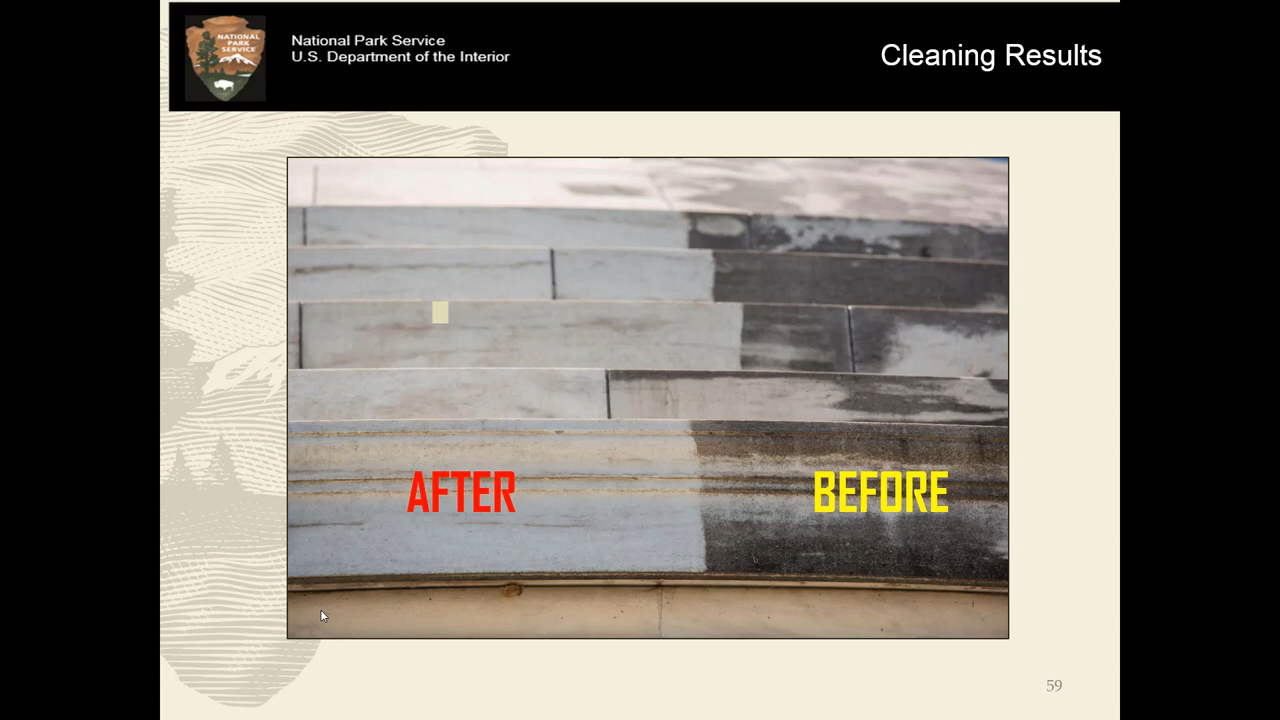 NATIONAL
PARK
SERVICE
National Park Service
U.S. Department of the Interior
Cleaning Results
AFTER
BEFORE
59